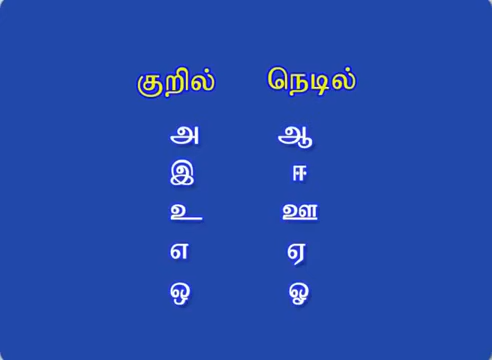 குறில் நெடில்
அ ஆ
இ ஈ
உ ஊ
எ ஏ
ஒ ஓ